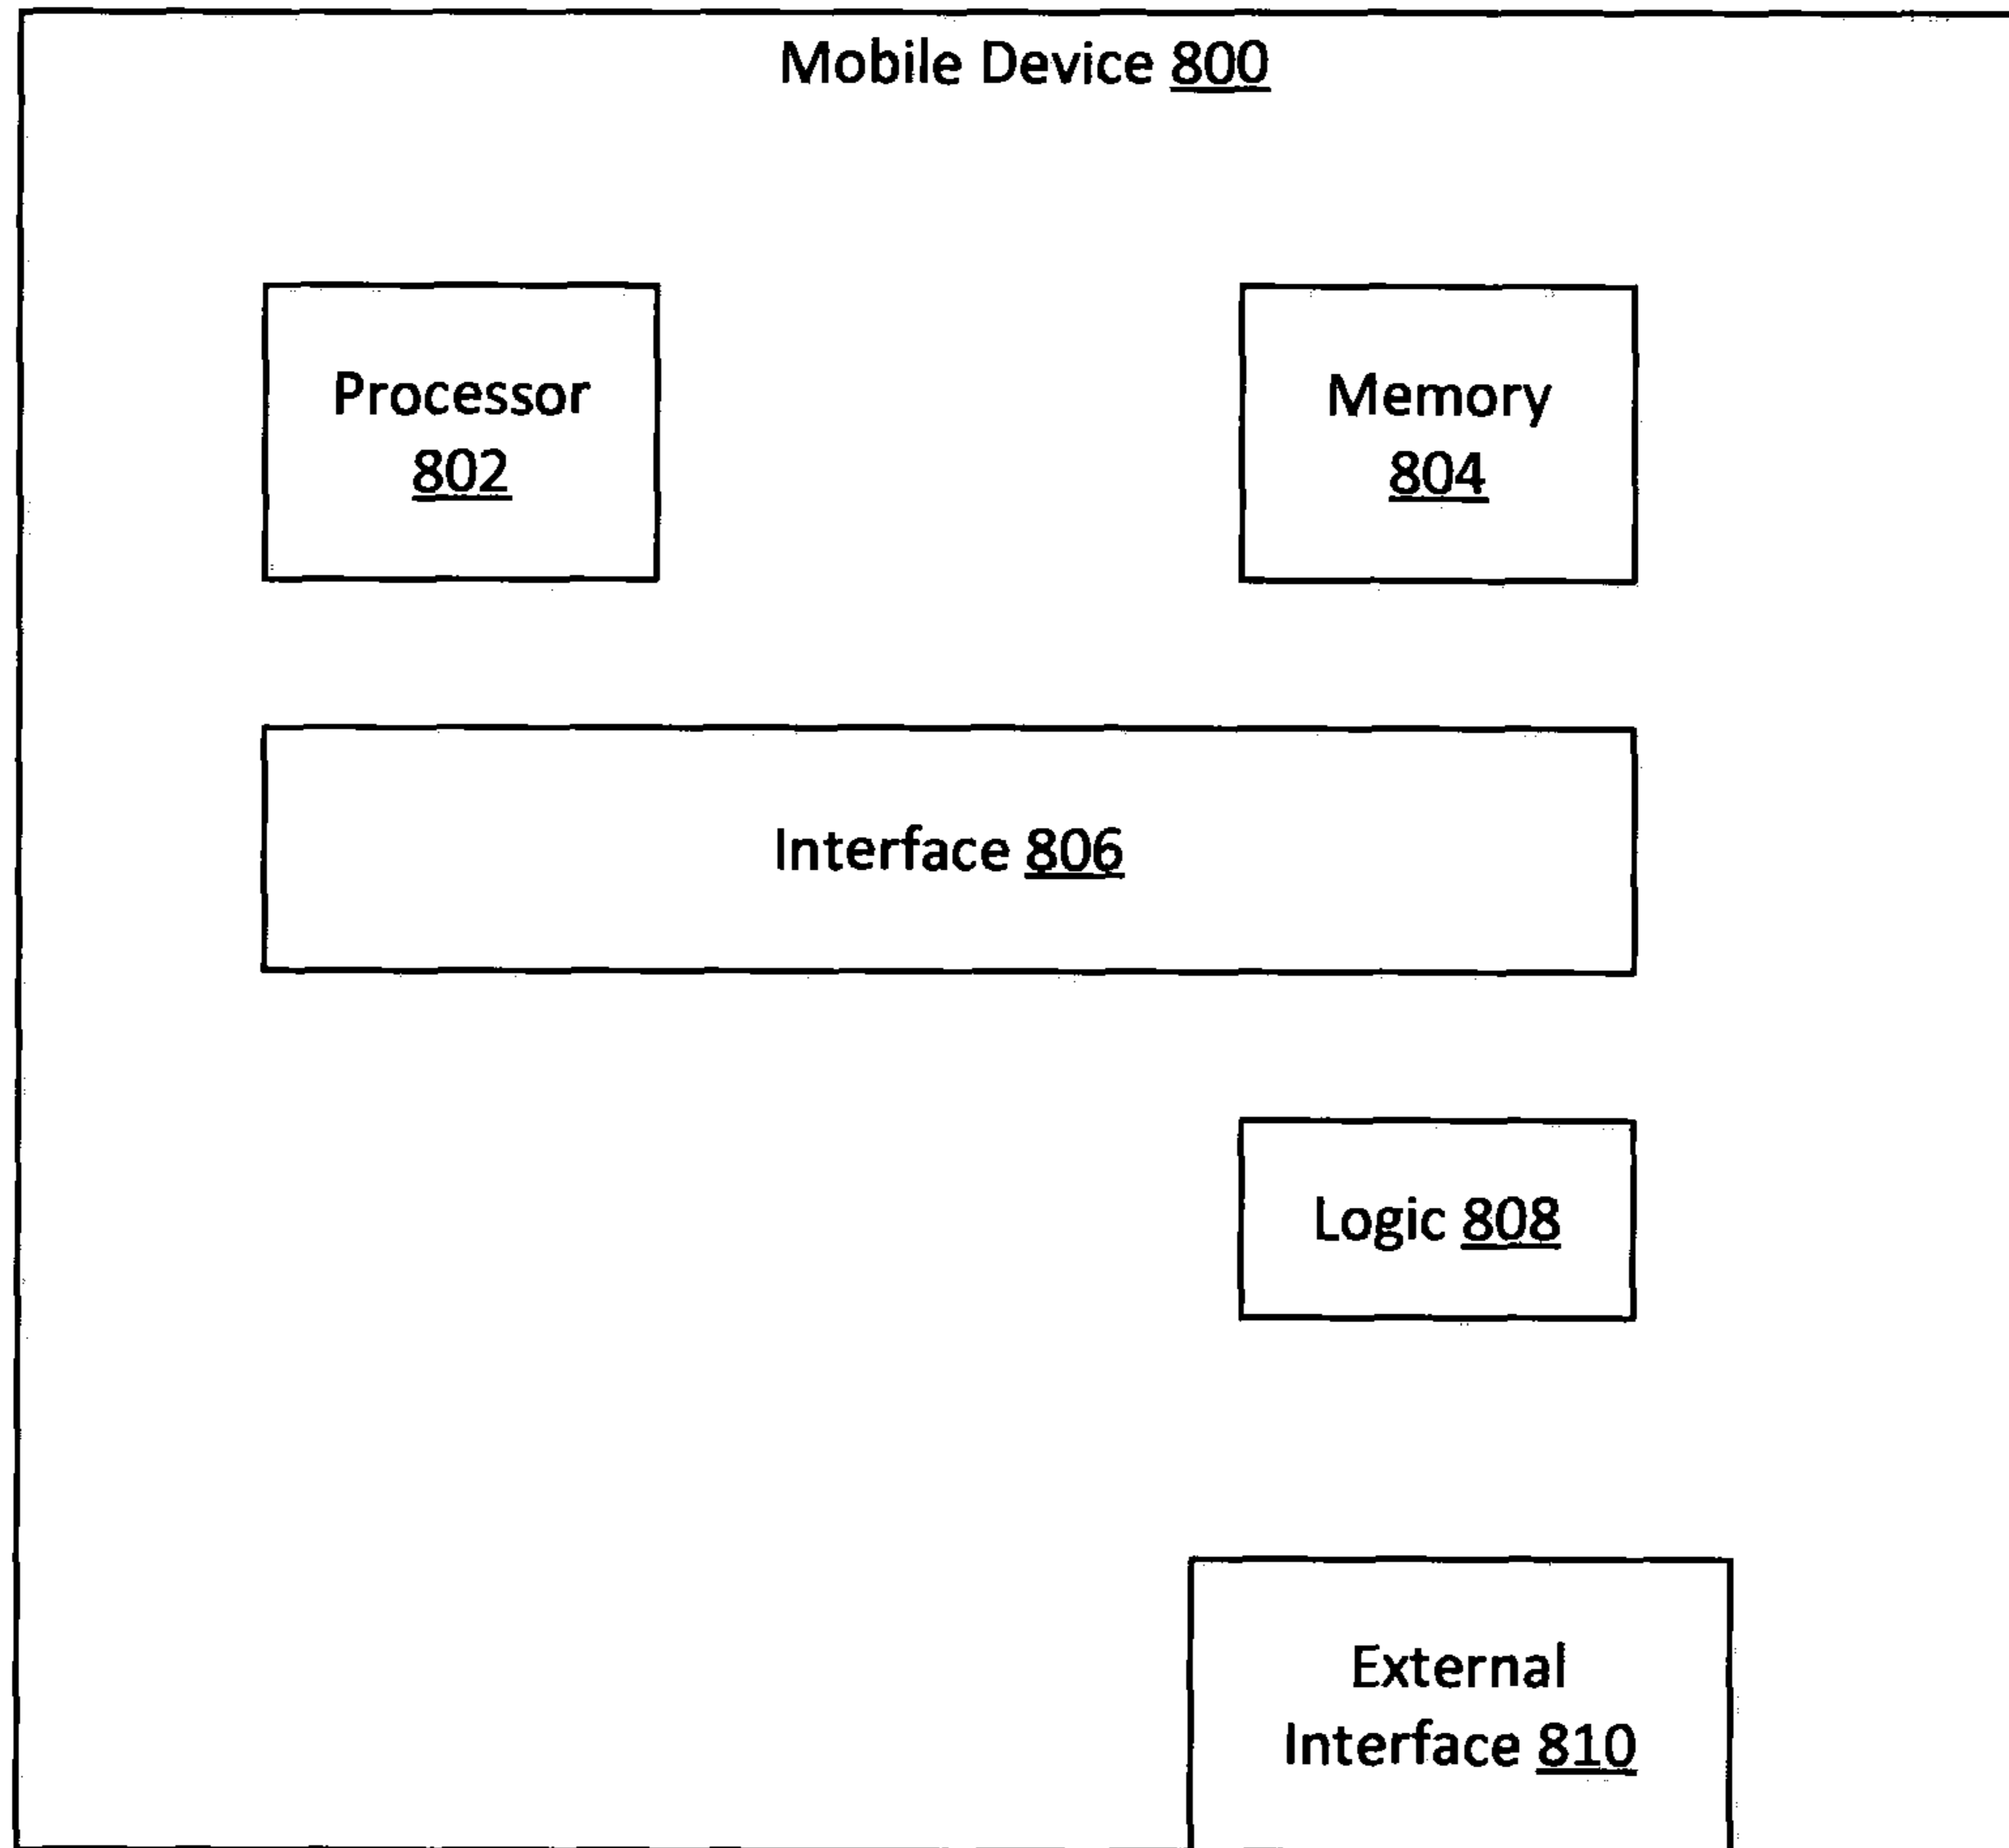 Mobile Device 800
Processor
802
Memory
804
Interface 806
Logic 808
External
Interface 810